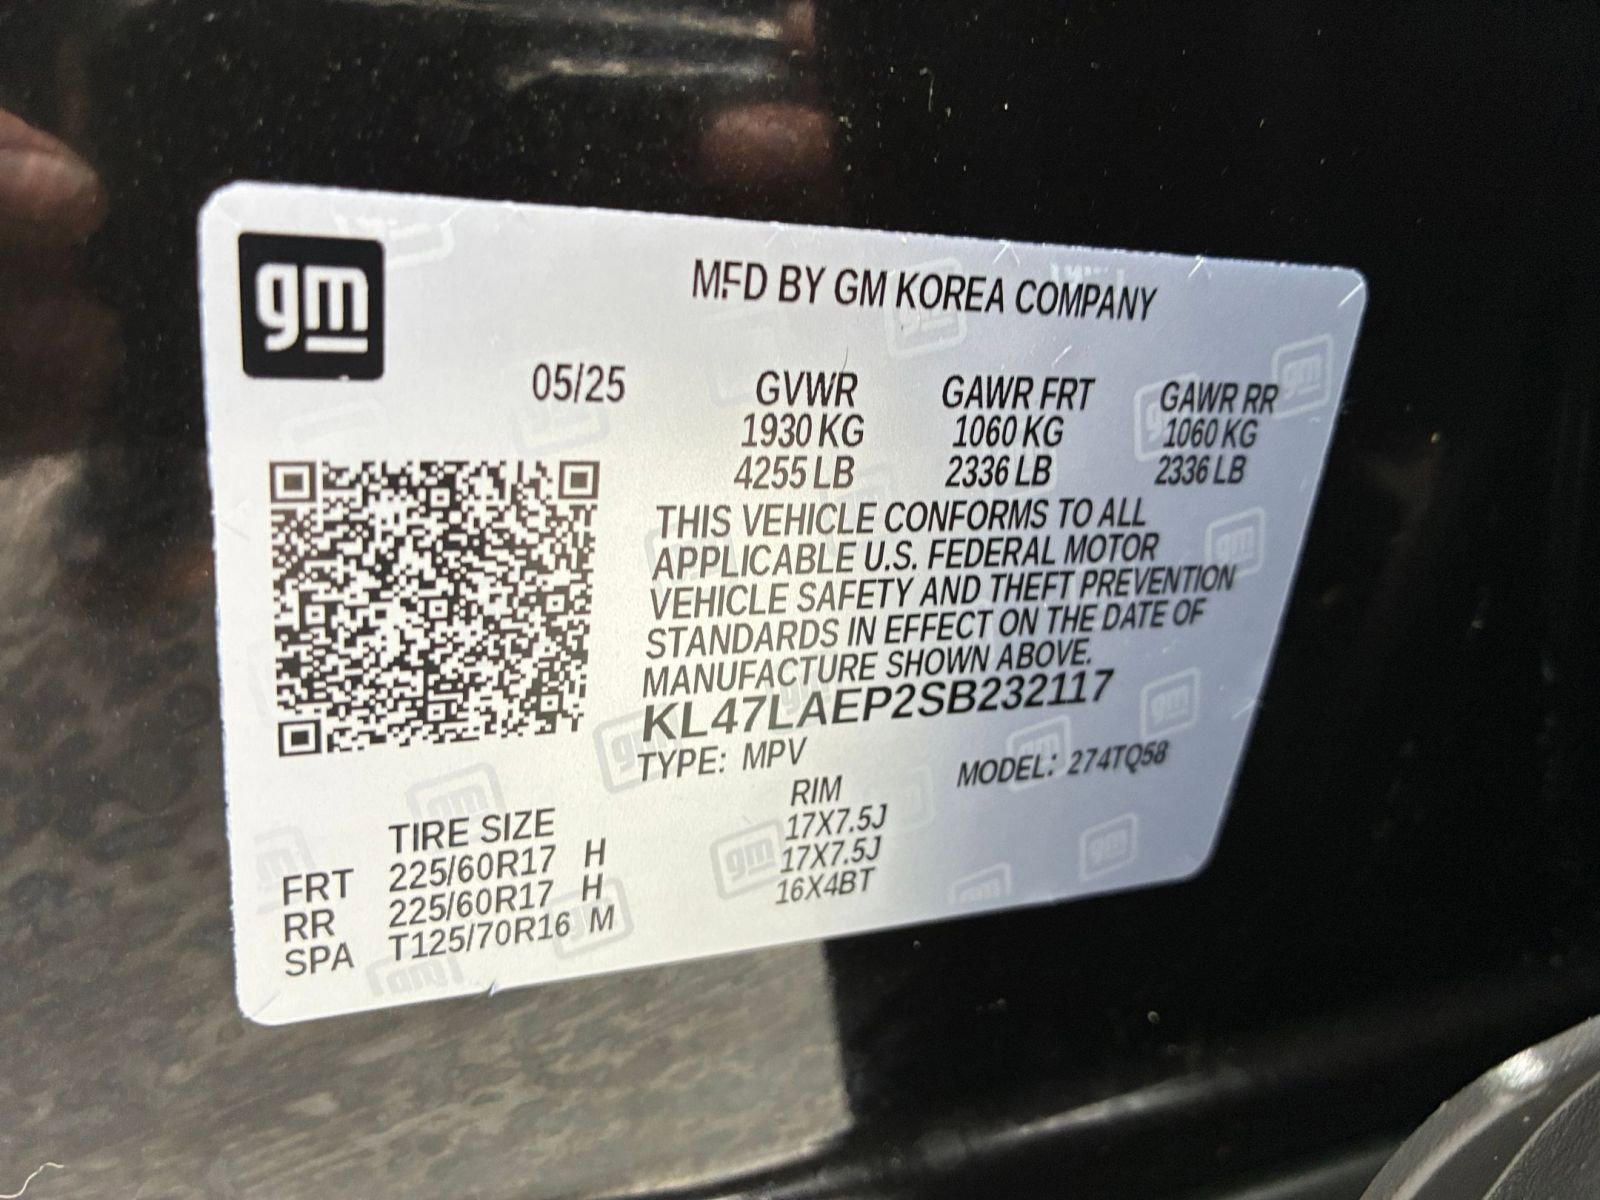 gm
MFD BY GM KOREA COMPANY
05/25 GVWR GAWR FRT GAWR RR
1930 KG 1060 KG 1060 KG
4255 LB 2336 LB 2336 LB
THIS VEHICLE CONFORMS TO ALL
APPLICABLE U.S. FEDERAL MOTOR
VEHICLE SAFETY AND THEFT PREVENTION
STANDARDS IN EFFECT ON THE DATE OF
MANUFACTURE SHOWN ABOVE.
KL47LAEP2SB232117
TYPE: MPV MODEL: 274TQ58
TIRE SIZE RIM
FRT 225/60R17 H 17X7.5J
RR 225/60R17 H 17X7.5J
SPA T125/70R16 M 16X4BT